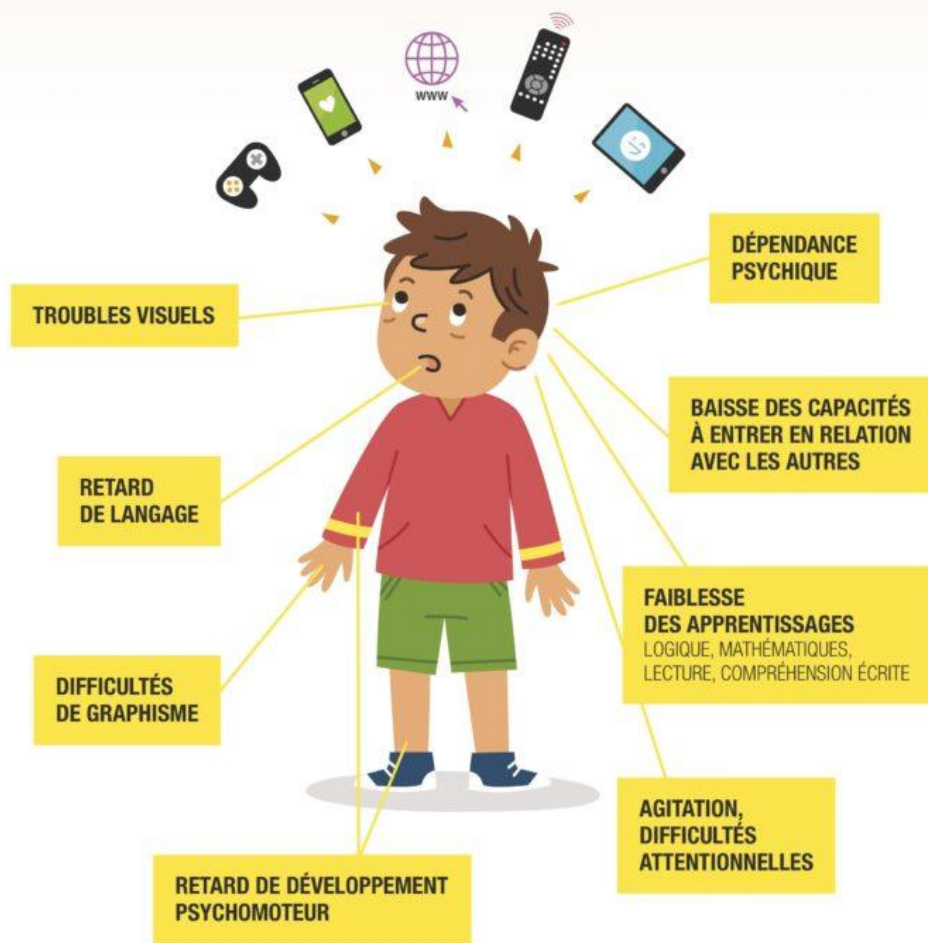 WWW
DÉPENDANCE
PSYCHIQUE
TROUBLES VISUELS
BAISSE DES CAPACITÉS
À ENTRER EN RELATION
AVEC LES AUTRES
RETARD
DE LANGAGE
FAIBLESSE
DES APPRENTISSAGES
LOGIQUE, MATHÉMATIQUES,
LECTURE, COMPRÉHENSION ÉCRITE
DIFFICULTÉS
DE GRAPHISME
AGITATION,
DIFFICULTÉS
ATTENTIONNELLES
RETARD DE DÉVELOPPEMENT
PSYCHOMOTEUR